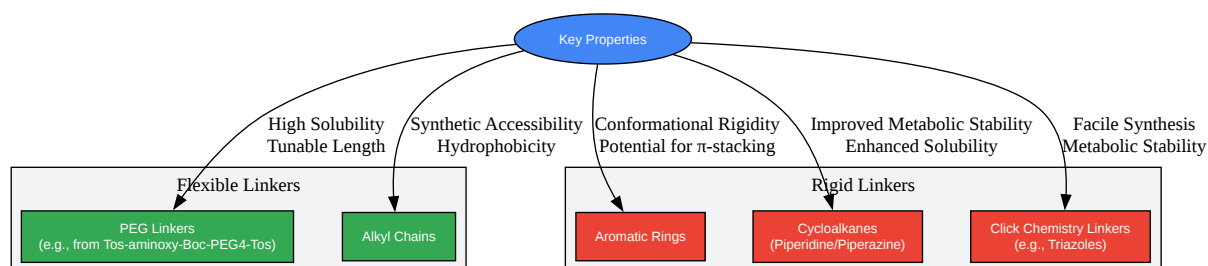 Key Properties
High Solubility
Tunable Length
Synthetic Accessibility
Hydrophobicity
Conformational Rigidity
Potential for π-stacking
Improved Metabolic Stability
Enhanced Solubility
Facile Synthesis
Metabolic Stability
Flexible Linkers
Rigid Linkers
PEG Linkers
(e.g., from Tos-aminoxy-Boc-PEG4-Tos)
Alkyl Chains
Aromatic Rings
Cycloalkanes
(Piperidine/Piperazine)
Click Chemistry Linkers
(e.g., Triazoles)